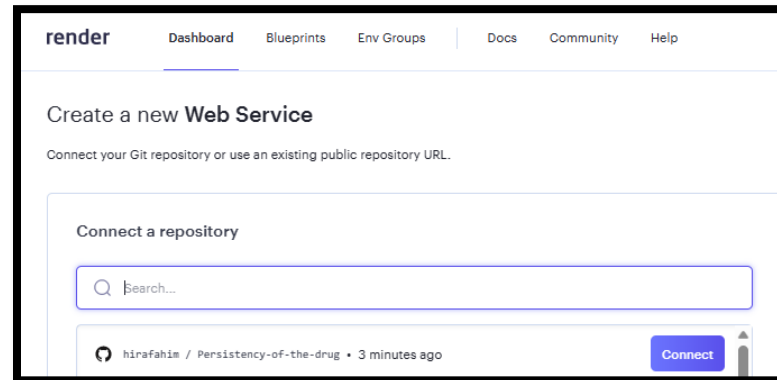 render Dashboard Blueprints Env Groups Docs Community Help
Create a new Web Service
Connect your Git repository or use an existing public repository URL.
Connect a repository
Search...
hirafahim / Persistency-of-the-drug • 3 minutes ago Connect